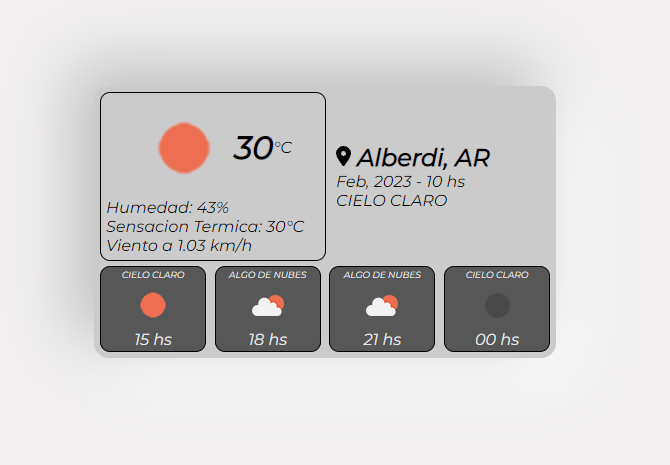 30°C
Humedad: 43%
Sensacion Termica: 30°C
Viento a 1.03 km/h
Alberdi, AR
Feb, 2023 - 10 hs
CIELO CLARO
CIELO CLARO
15 hs
ALGO DE NUBES
18 hs
ALGO DE NUBES
21 hs
CIELO CLARO
00 hs